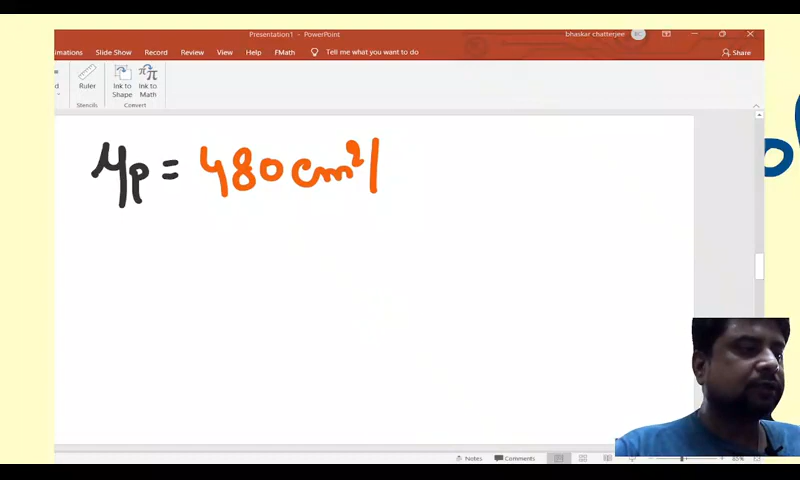 Presentation1 - PowerPoint
bhaskar chatterjee
Slide Show Record Review View Help FMath Tell me what you want to do
Share
Ruler
Ink to Shape
Ink to Math
Stencils
Convert
μp = 480 cm²/
Notes
Comments